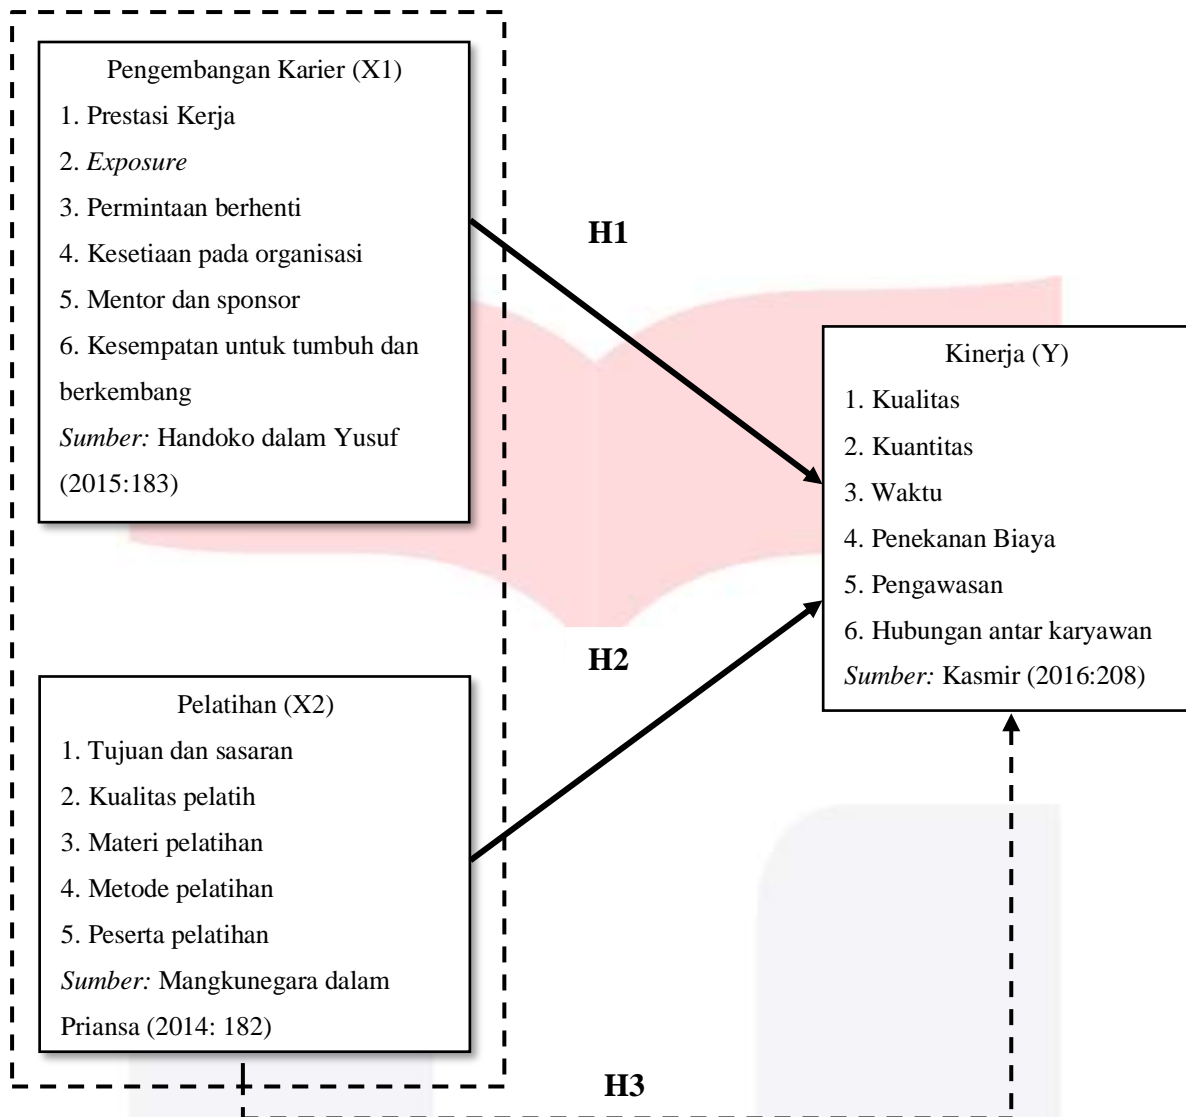 Pengembangan Karier (X1)
1. Prestasi Kerja
2. Exposure
3. Permintaan berhenti
4. Kesetiaan pada organisasi
5. Mentor dan sponsor
6. Kesempatan untuk tumbuh dan
berkembang
Sumber: Handoko dalam Yusuf
(2015:183)
H1
Kinerja (Y)
1. Kualitas
2. Kuantitas
3. Waktu
4. Penekanan Biaya
5. Pengawasan
6. Hubungan antar karyawan
Sumber: Kasmir (2016:208)
H2
Pelatihan (X2)
1. Tujuan dan sasaran
2. Kualitas pelatih
3. Materi pelatihan
4. Metode pelatihan
5. Peserta pelatihan
Sumber: Mangkunegara dalam
Priansa (2014: 182)
H3